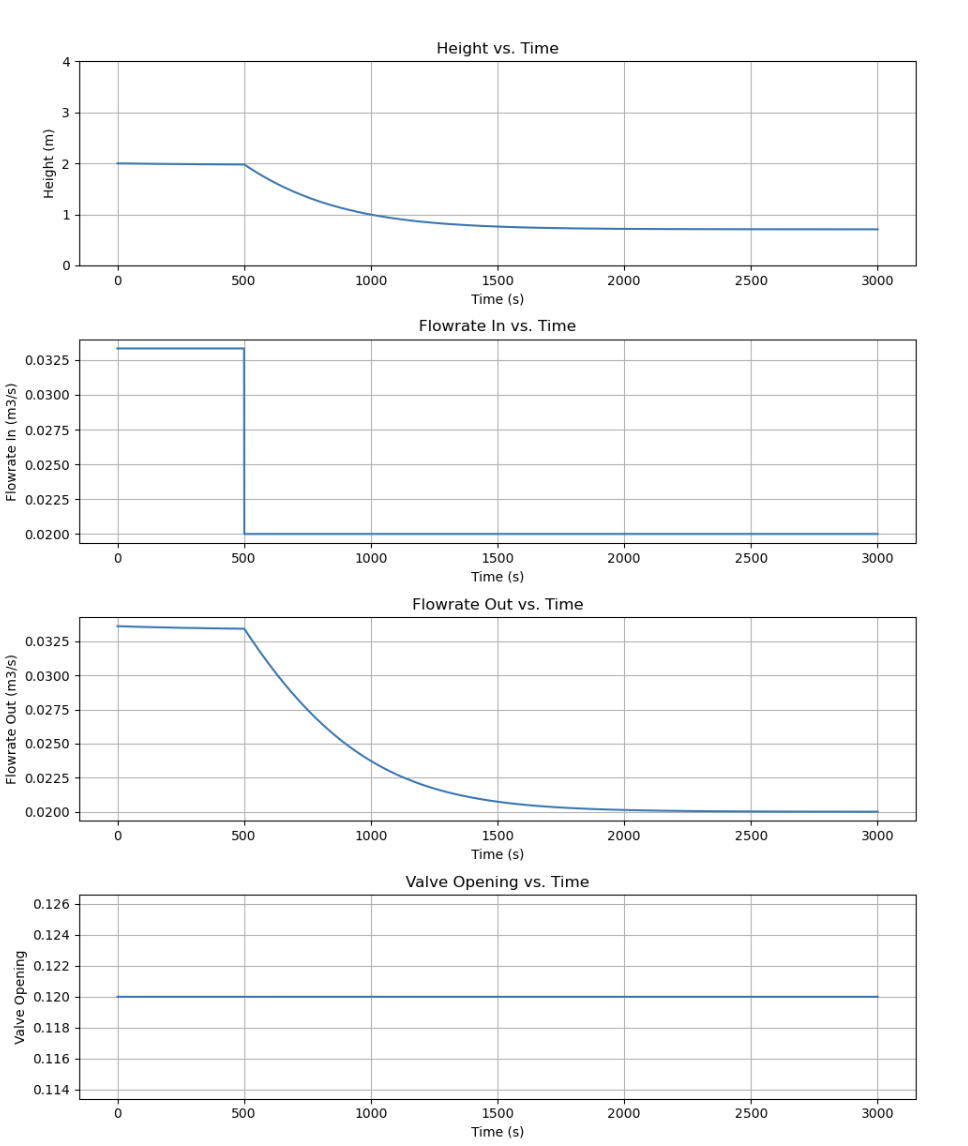 Height vs. Time
4
3
2
1
0
Height (m)
0 500 1000 1500 2000 2500 3000
Time (s)
Flowrate In vs. Time
0.0325
0.0300
0.0275
0.0250
0.0225
0.0200
Flowrate In (m3/s)
0 500 1000 1500 2000 2500 3000
Time (s)
Flowrate Out vs. Time
0.0325
0.0300
0.0275
0.0250
0.0225
0.0200
Flowrate Out (m3/s)
0 500 1000 1500 2000 2500 3000
Time (s)
Valve Opening vs. Time
0.126
0.124
0.122
0.120
0.118
0.116
0.114
Valve Opening
0 500 1000 1500 2000 2500 3000
Time (s)